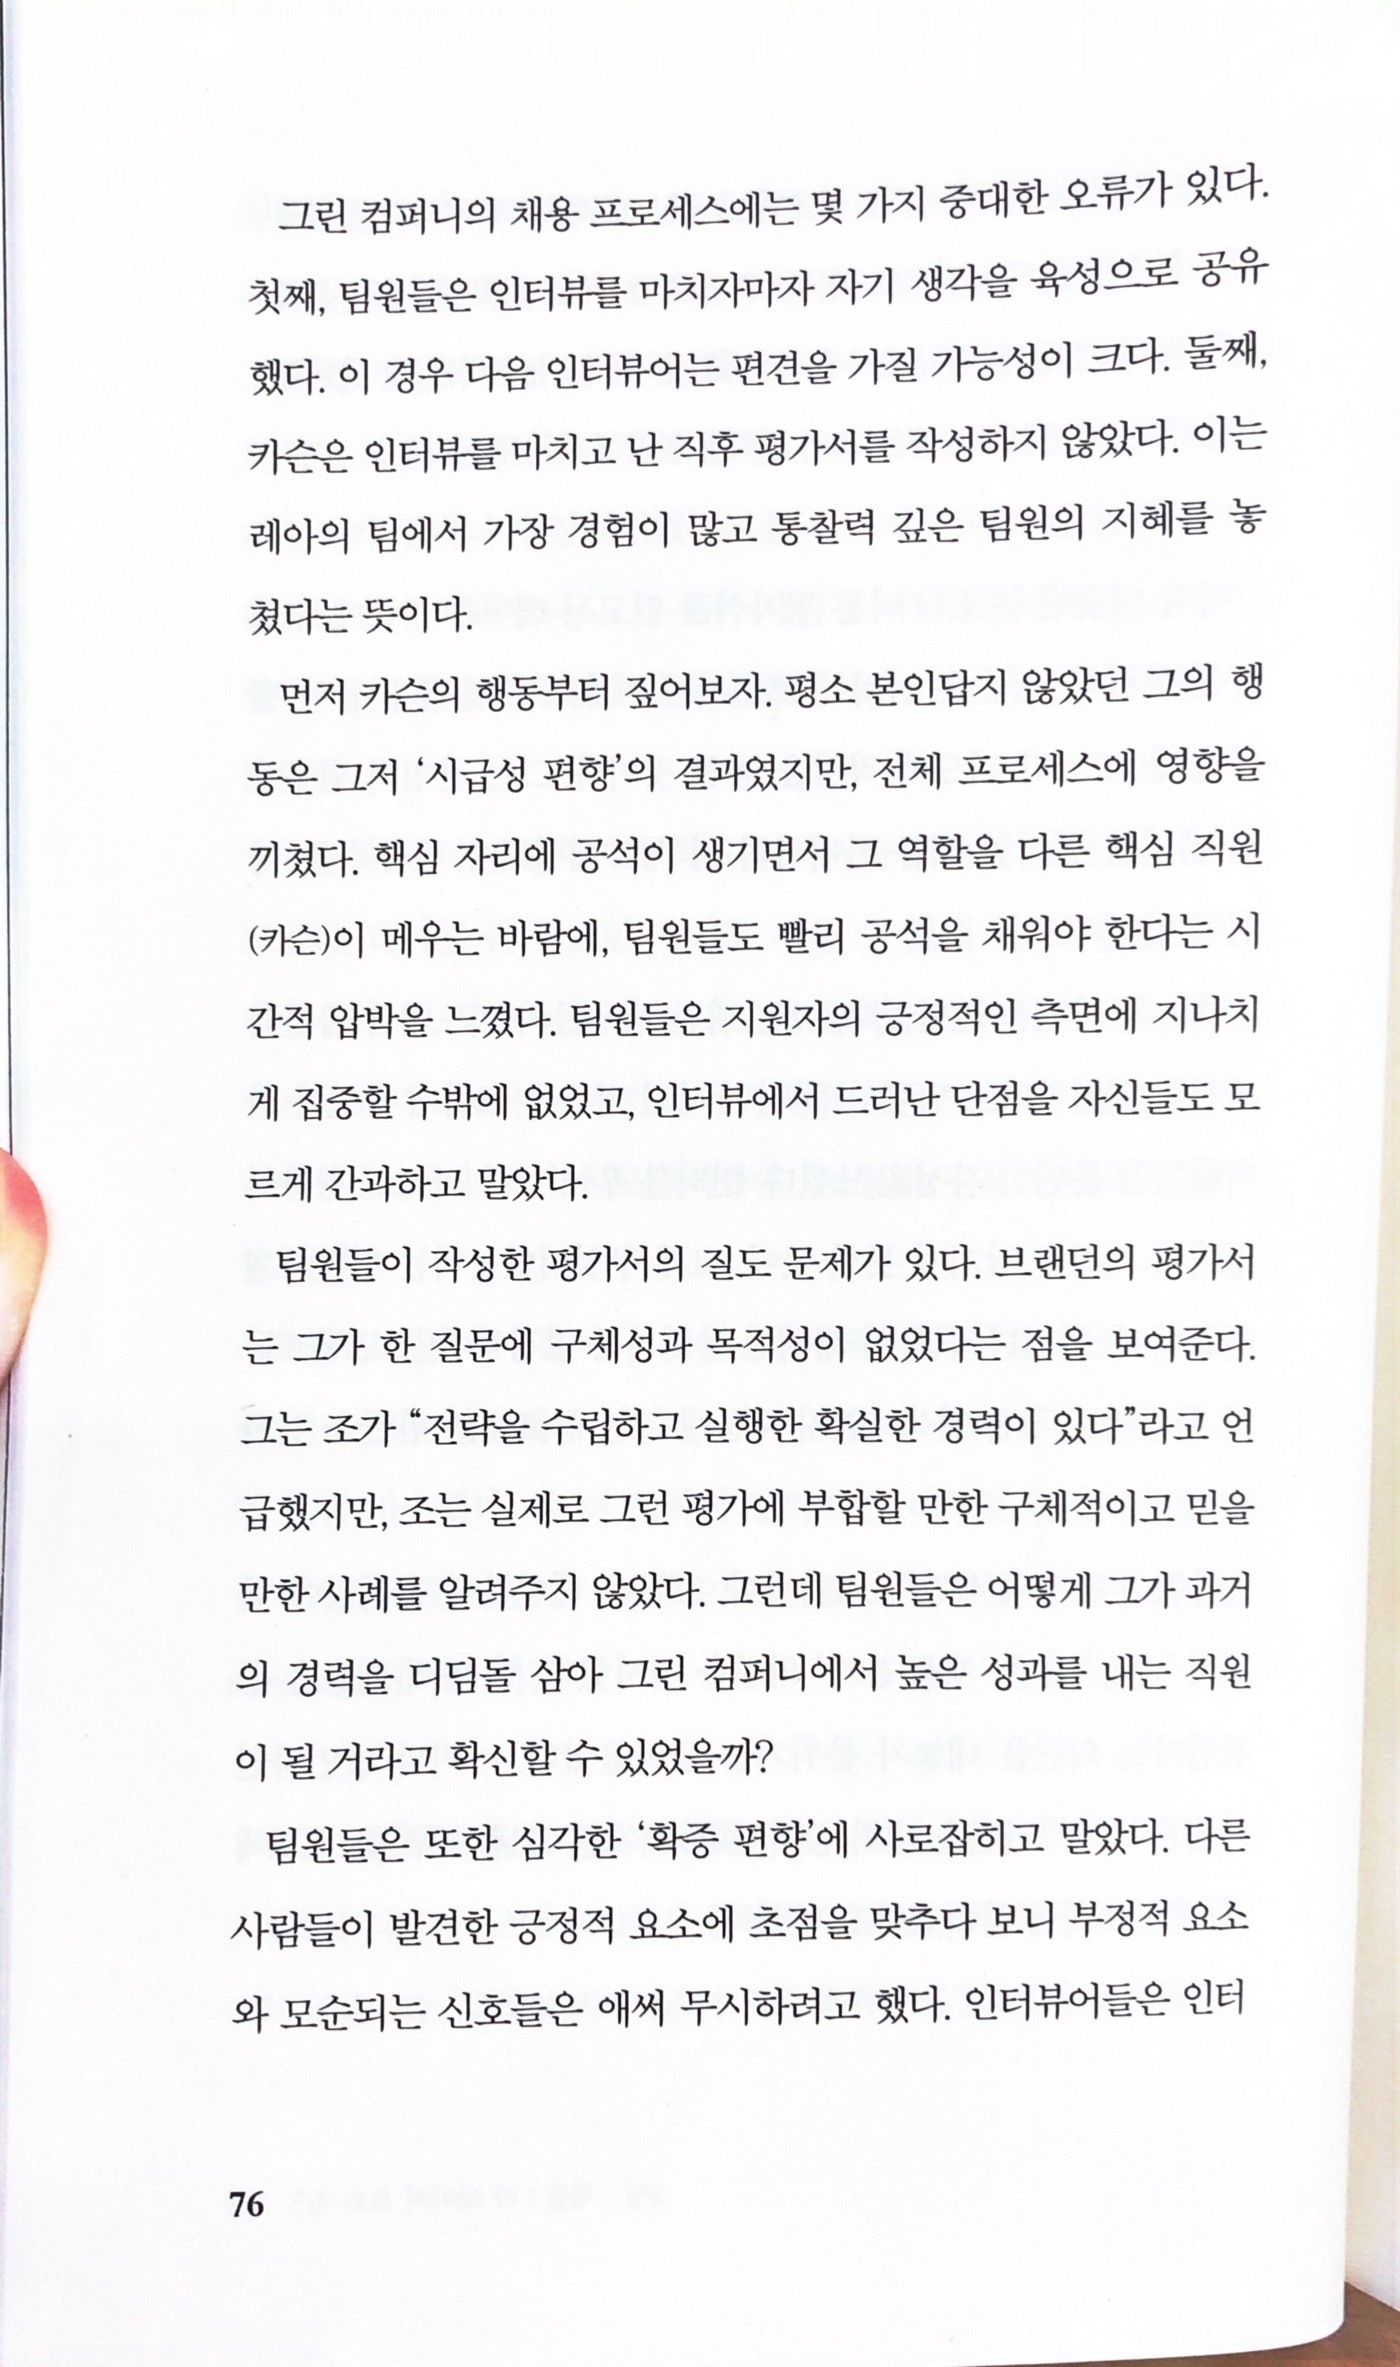 그린 컴퍼니의 채용 프로세스에는 몇 가지 중대한 오류가 있다.
첫째, 팀원들은 인터뷰를 마치자마자 자기 생각을 육성으로 공유
했다. 이 경우 다음 인터뷰어는 편견을 가질 가능성이 크다. 둘째,
카슨은 인터뷰를 마치고 난 직후 평가서를 작성하지 않았다. 이는
레아의 팀에서 가장 경험이 많고 통찰력 깊은 팀원의 지혜를 놓
쳤다는 뜻이다.
먼저 카슨의 행동부터 짚어보자. 평소 본인답지 않았던 그의 행
동은 그저 ‘시급성 편향’의 결과였지만, 전체 프로세스에 영향을
끼쳤다. 핵심 자리에 공석이 생기면서 그 역할을 다른 핵심 직원
(카슨)이 메우는 바람에, 팀원들도 빨리 공석을 채워야 한다는 시
간적 압박을 느꼈다. 팀원들은 지원자의 긍정적인 측면에 지나치
게 집중할 수밖에 없었고, 인터뷰에서 드러난 단점을 자신들도 모
르게 간과하고 말았다.
팀원들이 작성한 평가서의 질도 문제가 있다. 브랜던의 평가서
는 그가 한 질문에 구체성과 목적성이 없었다는 점을 보여준다.
그는 조가 “전략을 수립하고 실행한 확실한 경력이 있다”라고 언
급했지만, 조는 실제로 그런 평가에 부합할 만한 구체적이고 믿을
만한 사례를 알려주지 않았다. 그런데 팀원들은 어떻게 그가 과거
의 경력을 디딤돌 삼아 그린 컴퍼니에서 높은 성과를 내는 직원
이 될 거라고 확신할 수 있었을까?
팀원들은 또한 심각한 ‘확증 편향’에 사로잡히고 말았다. 다른
사람들이 발견한 긍정적 요소에 초점을 맞추다 보니 부정적 요소
와 모순되는 신호들은 애써 무시하려고 했다. 인터뷰어들은 인터
76